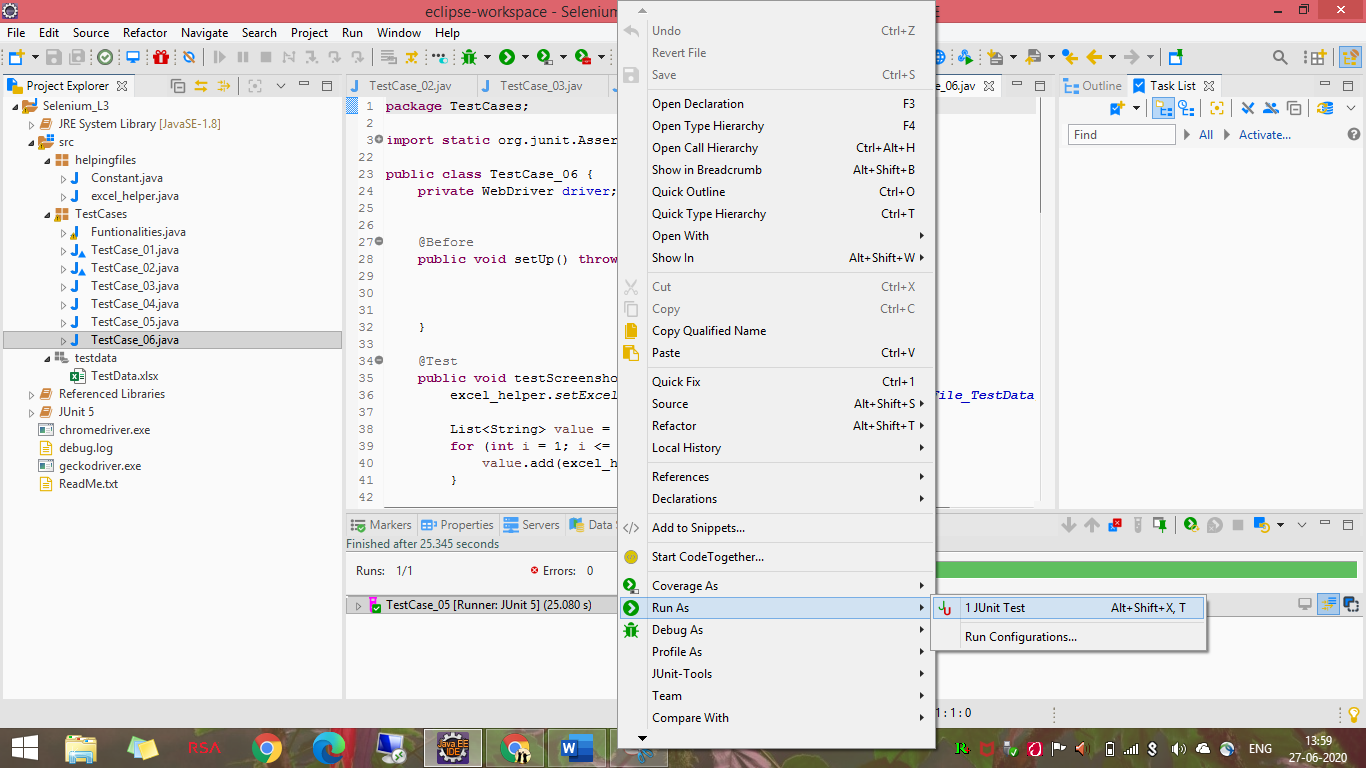 eclipse-workspace - Selenium
E
File Edit Source Refactor Navigate Search Project Run Window Help
Project Explorer
Selenium_L3
JRE System Library [JavaSE-1.8]
src
helpingfiles
Constant.java
excel_helper.java
TestCases
Funtionalities.java
TestCase_01.java
TestCase_02.java
TestCase_03.java
TestCase_04.java
TestCase_05.java
TestCase_06.java
testdata
TestData.xlsx
Referenced Libraries
JUnit 5
chromedriver.exe
debug.log
geckodriver.exe
ReadMe.txt
TestCase_02.jav
TestCase_03.jav
e_06.jav
1 package TestCases;
2
3 import static org.junit.Asser
22
23 public class TestCase_06 {
24 private WebDriver driver;
25
26
27 @Before
28 public void setUp() throw
29
30
31
32 }
33
34 @Test
35 public void testScreensho
36 excel_helper.setExcel File_TestData
37
38 List<String> value =
39 for (int i = 1; i <=
40 value.add(excel_h
41 }
42
Undo Ctrl+Z
Revert File
Save Ctrl+S
Open Declaration F3
Open Type Hierarchy F4
Open Call Hierarchy Ctrl+Alt+H
Show in Breadcrumb Alt+Shift+B
Quick Outline Ctrl+O
Quick Type Hierarchy Ctrl+T
Open With
Show In Alt+Shift+W
Cut Ctrl+X
Copy Ctrl+C
Copy Qualified Name
Paste Ctrl+V
Quick Fix Ctrl+1
Source Alt+Shift+S
Refactor Alt+Shift+T
Local History
References
Declarations
Add to Snippets...
Start CodeTogether...
Coverage As
Run As
Debug As
Profile As
JUnit-Tools
Team
Compare With
1 JUnit Test Alt+Shift+X, T
Run Configurations...
Outline
Task List
Find
All
Activate...
Markers Properties Servers Data
Finished after 25.345 seconds
Runs: 1/1
Errors: 0
TestCase_05 [Runner: JUnit 5] (25.080 s)
1 : 1 : 0
RSA
Java EE
IDE
ENG
13:59
27-06-2020